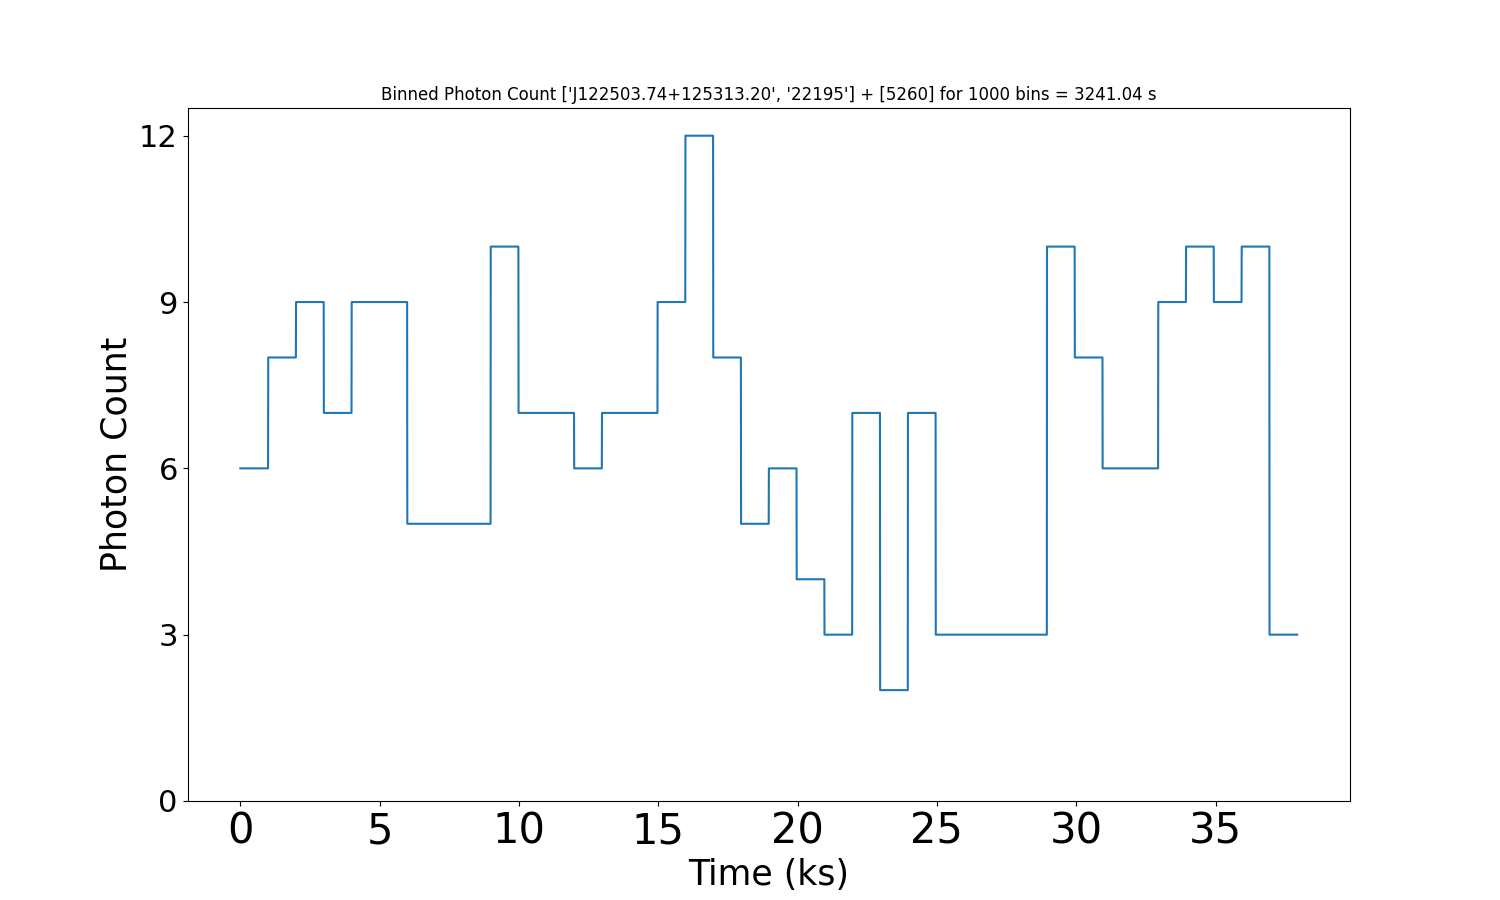 Binned Photon Count ['J122503.74+125313.20', '22195'] + [5260] for 1000 bins = 3241.04 s
12
9
6
3
0
Photon Count
0 5 10 15 20 25 30 35
Time (ks)